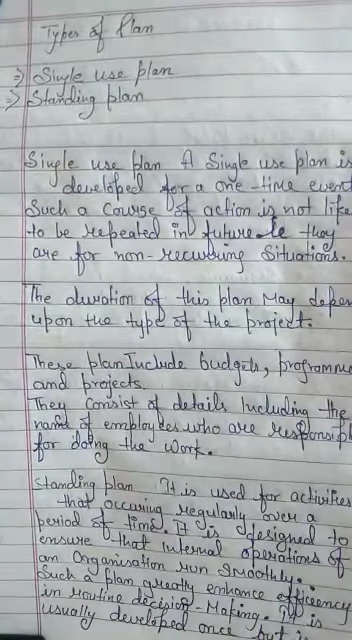 Types of Plan
⇒ Single use plan
⇒ Standing plan
Single use plan A Single use plan is
developed for a one-time event
Such a course of action is not like
to be repeated in future Ie they
are for non-recurring Situations.
The duration of this plan May depen
upon the type of the project.
These plan Include budgets, programme
and projects
They Consist of details Including the
name of employees who are responsibl
for doing the work.
Standing plan It is used for activities
that occuring regularly over a
period of time. It is designed to
ensure that internal operations of
an Organisation run smoothly.
Such a plan greatly enhance efficiency
in routine decision-Making. It is
usually developed once but is